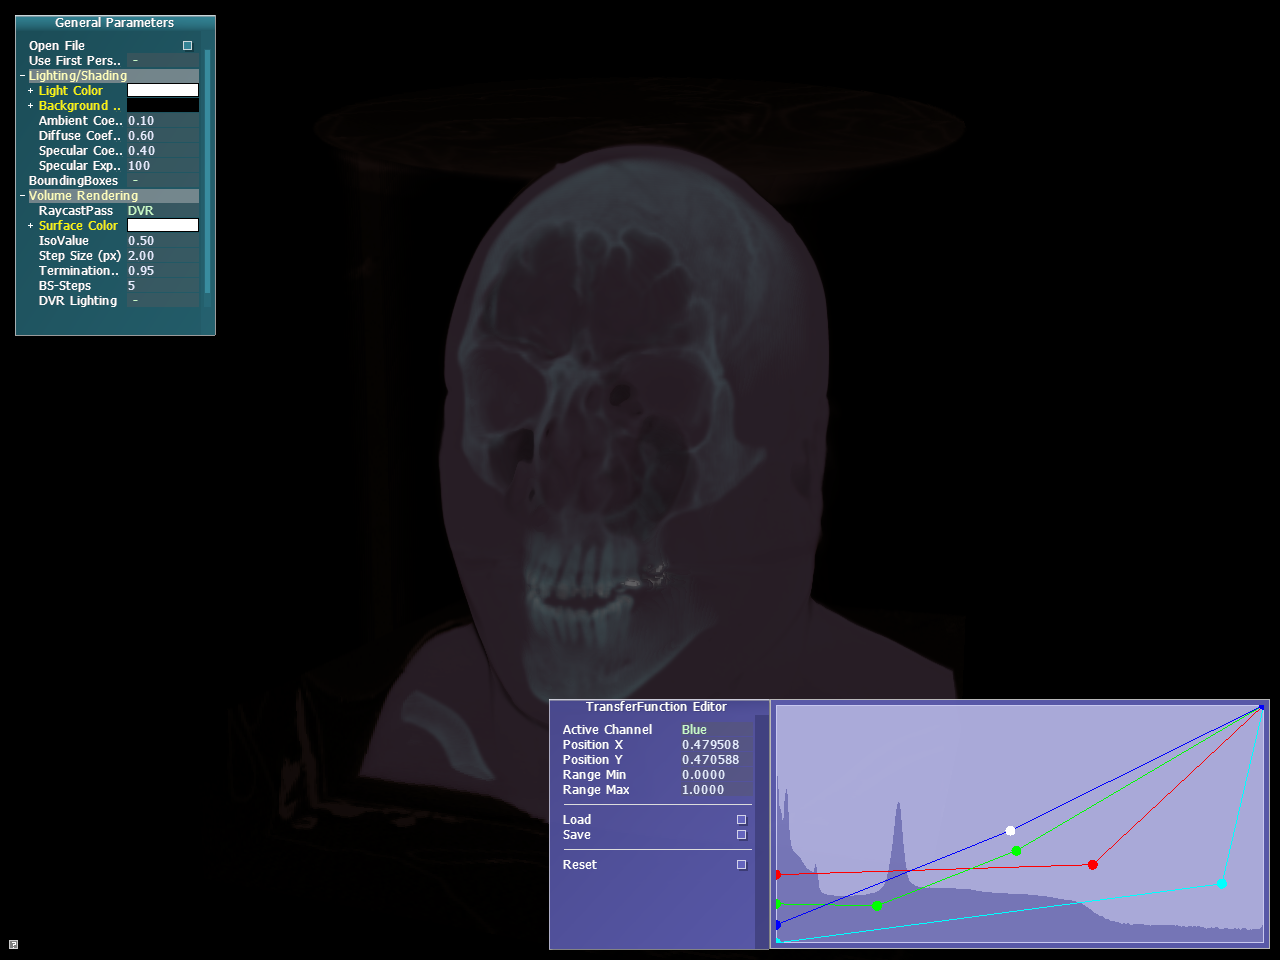 General Parameters
Open File
Use First Pers.. -
- Lighting/Shading
+ Light Color
+ Background ..
Ambient Coe.. 0.10
Diffuse Coef.. 0.60
Specular Coe.. 0.40
Specular Exp.. 100
BoundingBoxes -
- Volume Rendering
RaycastPass DVR
+ Surface Color
IsoValue 0.50
Step Size (px) 2.00
Termination.. 0.95
BS-Steps 5
DVR Lighting -
TransferFunction Editor
Active Channel Blue
Position X 0.479508
Position Y 0.470588
Range Min 0.0000
Range Max 1.0000
Load
Save
Reset
?